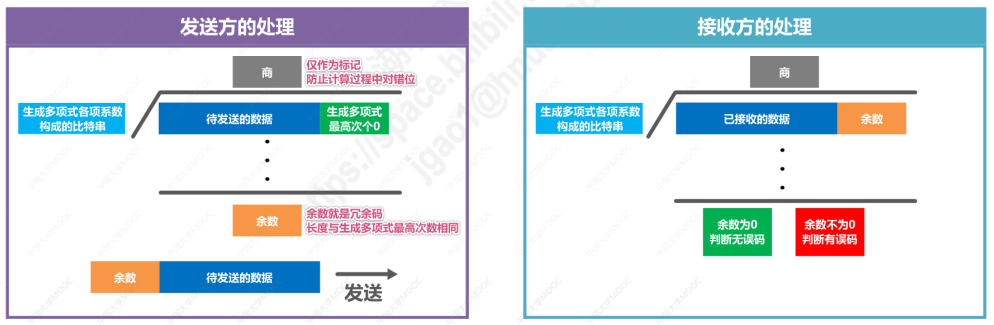 发送方的处理
商
仅作为标记
防止计算过程中对错位
生成多项式各项系数
构成的比特串
待发送的数据
生成多项式
最高次个0
余数
余数就是冗余码
长度与生成多项式最高次数相同
余数
待发送的数据
发送
接收方的处理
商
生成多项式各项系数
构成的比特串
已接收的数据
余数
余数为0
判断无误码
余数不为0
判断有误码